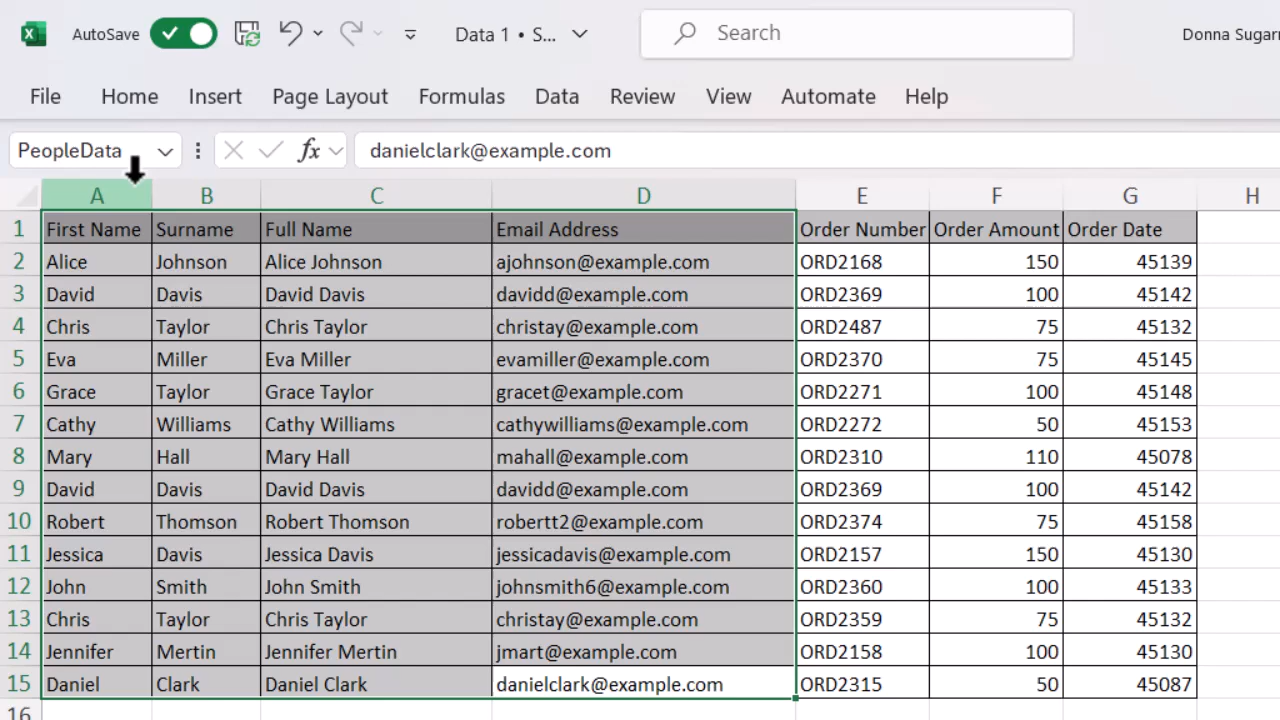 AutoSave Data 1 • S... Search Donna Sugarm
File Home Insert Page Layout Formulas Data Review View Automate Help
PeopleData fx danielclark@example.com
A B C D E F G H
1 First Name Surname Full Name Email Address Order Number Order Amount Order Date
2 Alice Johnson Alice Johnson ajohnson@example.com ORD2168 150 45139
3 David Davis David Davis davidd@example.com ORD2369 100 45142
4 Chris Taylor Chris Taylor christay@example.com ORD2487 75 45132
5 Eva Miller Eva Miller evamiller@example.com ORD2370 75 45145
6 Grace Taylor Grace Taylor gracet@example.com ORD2271 100 45148
7 Cathy Williams Cathy Williams cathywilliams@example.com ORD2272 50 45153
8 Mary Hall Mary Hall mahall@example.com ORD2310 110 45078
9 David Davis David Davis davidd@example.com ORD2369 100 45142
10 Robert Thomson Robert Thomson robertt2@example.com ORD2374 75 45158
11 Jessica Davis Jessica Davis jessicadavis@example.com ORD2157 150 45130
12 John Smith John Smith johnsmith6@example.com ORD2360 100 45133
13 Chris Taylor Chris Taylor christay@example.com ORD2359 75 45132
14 Jennifer Mertin Jennifer Mertin jmart@example.com ORD2158 100 45130
15 Daniel Clark Daniel Clark danielclark@example.com ORD2315 50 45087
16